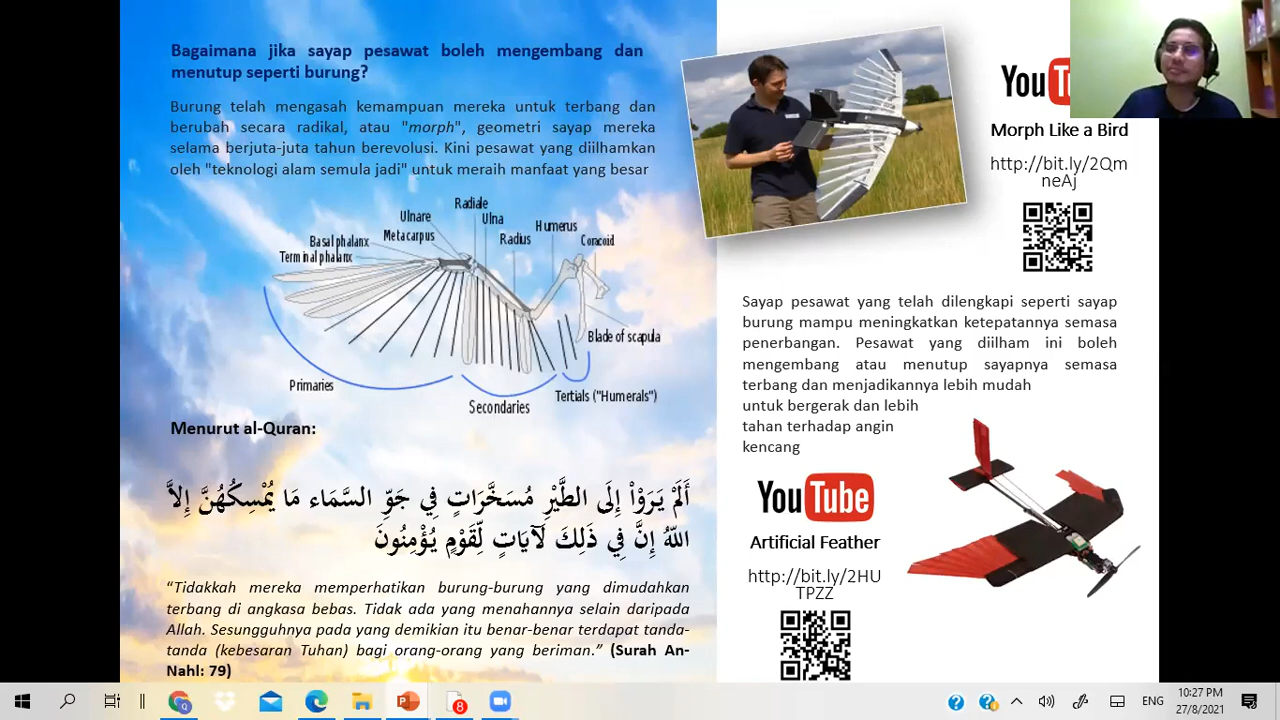 Bagaimana jika sayap pesawat boleh mengembang dan
menutup seperti burung?
Burung telah mengasah kemampuan mereka untuk terbang dan
berubah secara radikal, atau "morph", geometri sayap mereka
selama berjuta-juta tahun berevolusi. Kini pesawat yang diilhamkan
oleh "teknologi alam semula jadi" untuk meraih manfaat yang besar
Radiale
Ulnare
Ulna
Humerus
Metacarpus
Radius
Basal phalanx
Coracoid
Terminal phalanx
Blade of scapula
Primaries
Tertials ("Humerals")
Secondaries
Menurut al-Quran:
أَلَمْ يَرَوْاْ إِلَى الطَّيْرِ مُسَخَّرَاتٍ فِي جَوِّ السَّمَاء مَا يُمْسِكُهُنَّ إِلاَّ
اللّهُ إِنَّ فِي ذَلِكَ لَآيَاتٍ لِّقَوْمٍ يُؤْمِنُونَ
“Tidakkah mereka memperhatikan burung-burung yang dimudahkan
terbang di angkasa bebas. Tidak ada yang menahannya selain daripada
Allah. Sesungguhnya pada yang demikian itu benar-benar terdapat tanda-
tanda (kebesaran Tuhan) bagi orang-orang yang beriman.” (Surah An-
Nahl: 79)
You T
Morph Like a Bird
http://bit.ly/2Qm
neAj
Sayap pesawat yang telah dilengkapi seperti sayap
burung mampu meningkatkan ketepatannya semasa
penerbangan. Pesawat yang diilham ini boleh
mengembang atau menutup sayapnya semasa
terbang dan menjadikannya lebih mudah
untuk bergerak dan lebih
tahan terhadap angin
kencang
YouTube
Artificial Feather
http://bit.ly/2HU
TPZZ
8
ENG
10:27 PM
27/8/2021